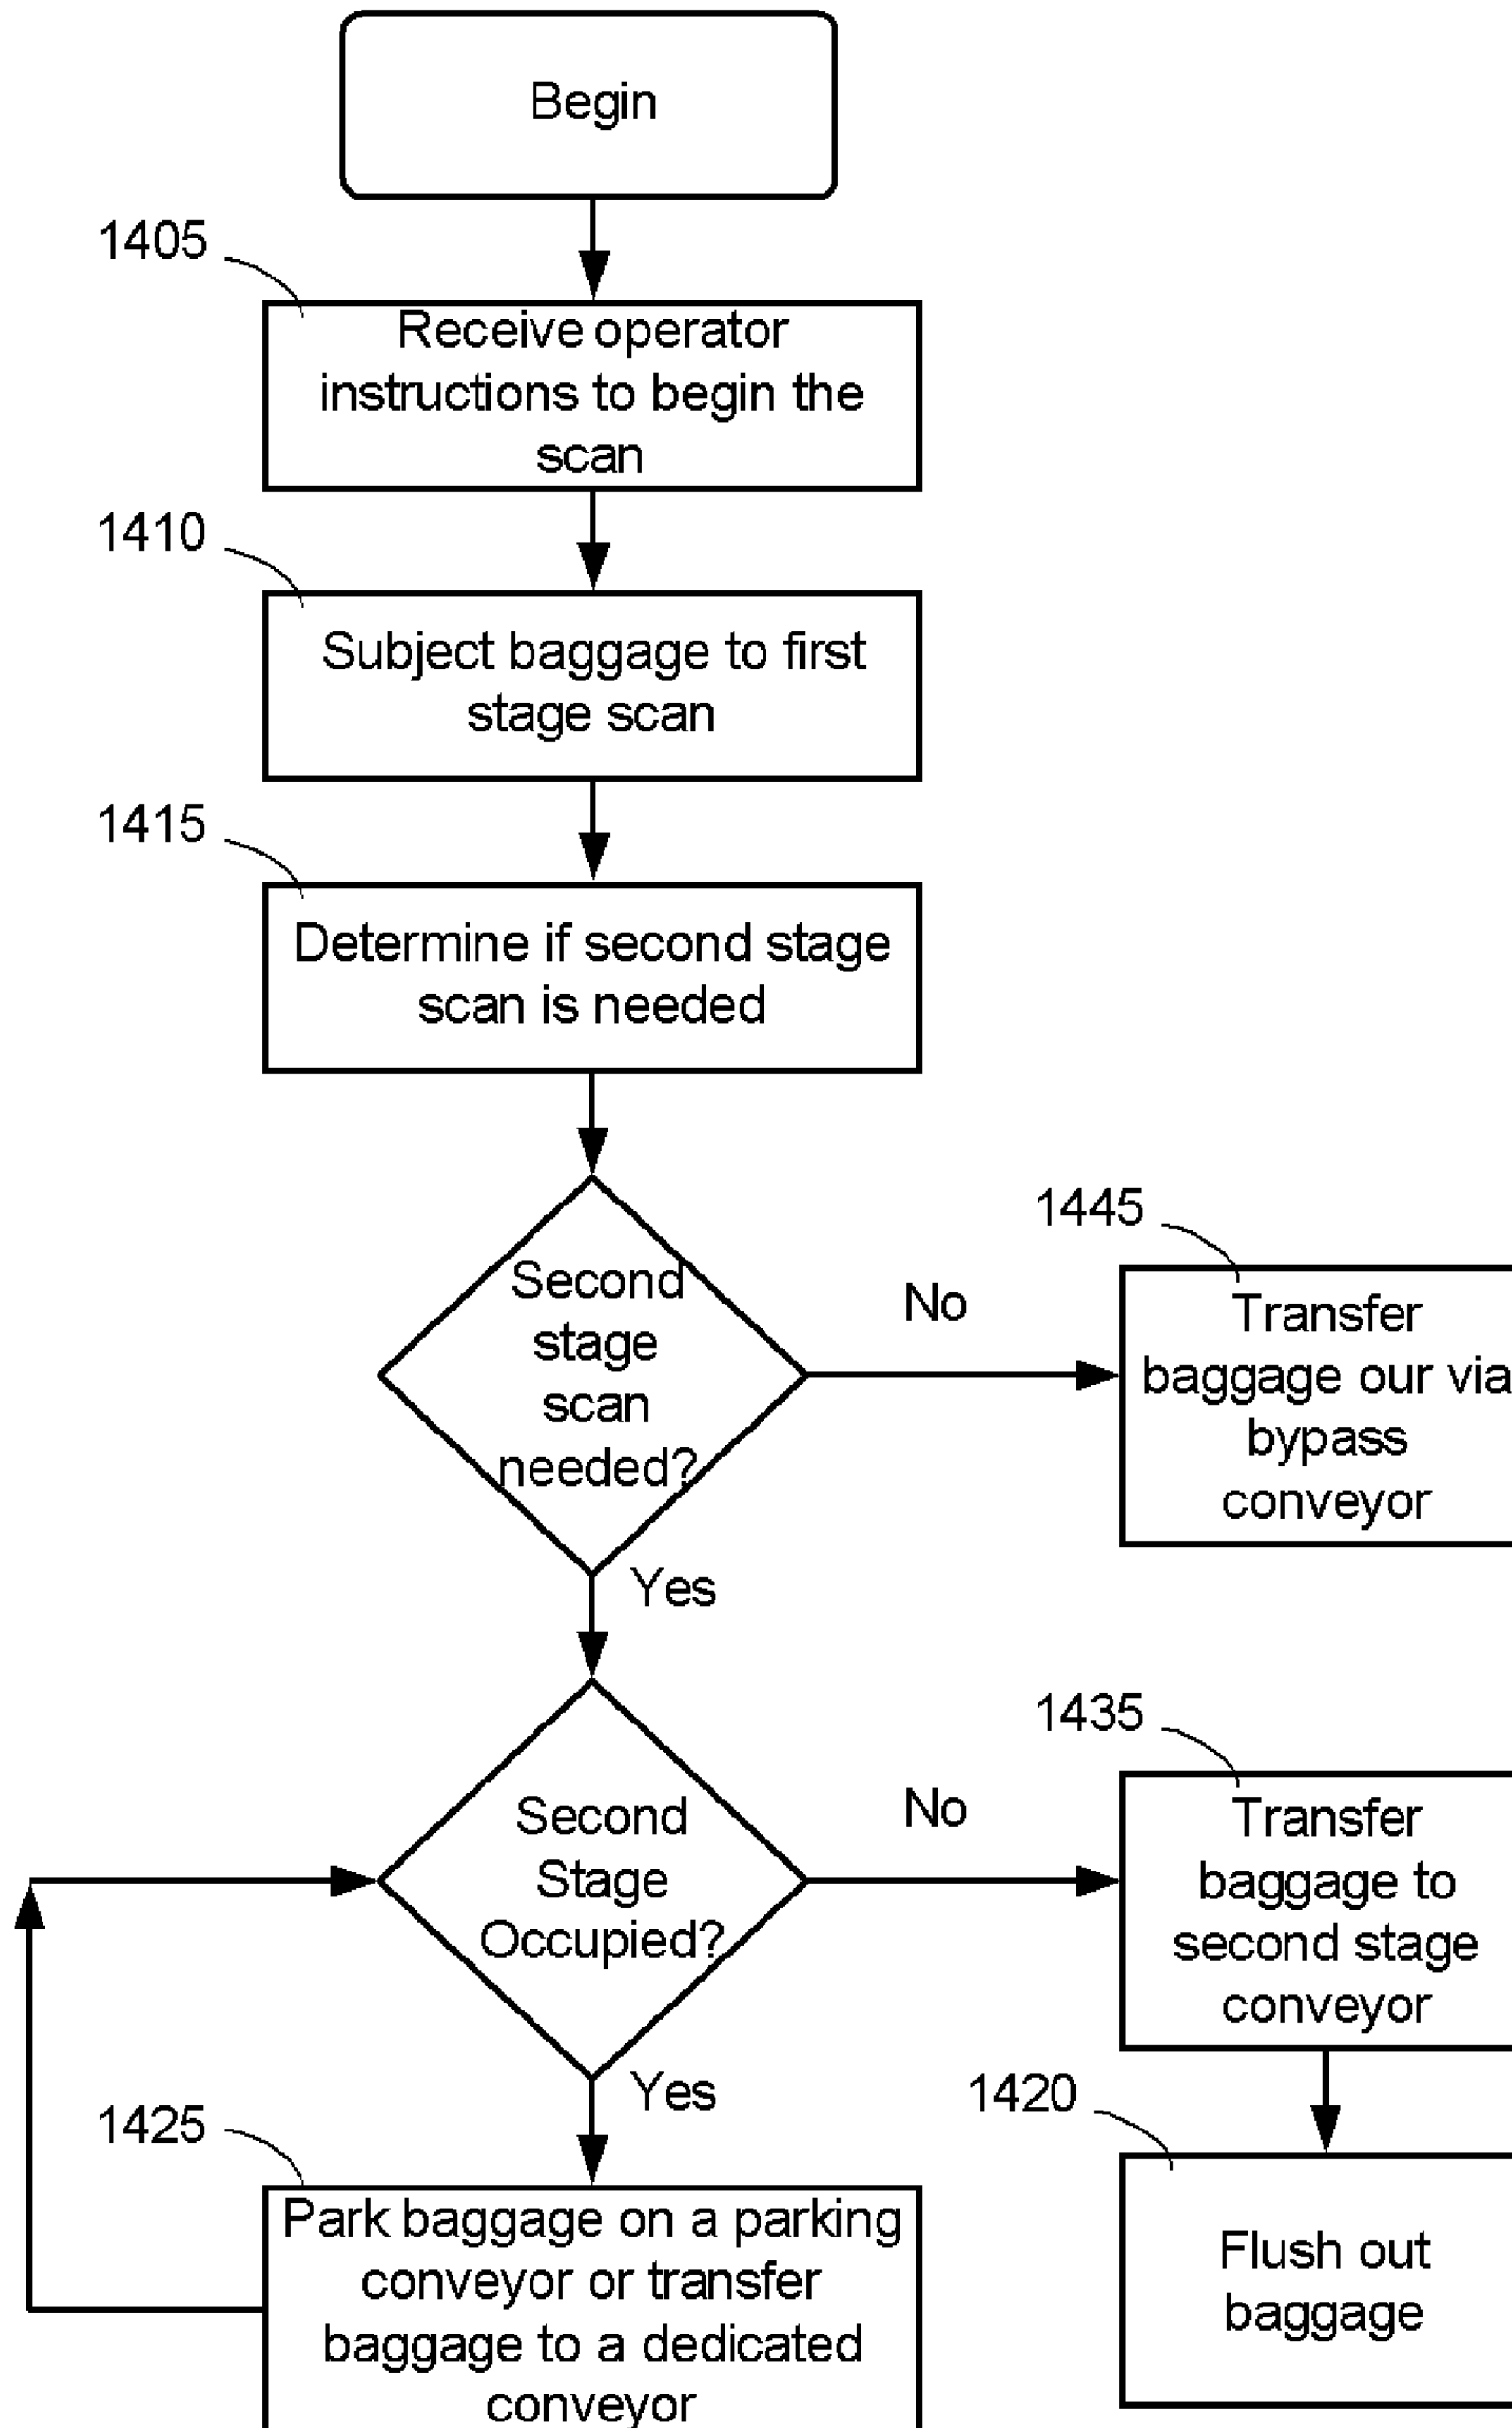 Begin
1405
Receive operator
instructions to begin the
scan
1410
Subject baggage to first
stage scan
1415
Determine if second stage
scan is needed
Second
stage
scan
needed?
No
1445
Transfer
baggage our via
bypass
conveyor
Yes
Second
Stage
Occupied?
No
1435
Transfer
baggage to
second stage
conveyor
Yes
1425
Park baggage on a parking
conveyor or transfer
baggage to a dedicated
conveyor
1420
Flush out
baggage